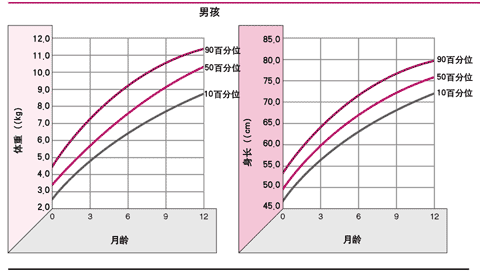 男孩
12,0
11,0
10,0
9,0
8,0
7,0
6,0
5,0
4,0
3,0
2,0
体重 ((kg)
90百分位
50百分位
10百分位
0 3 6 9 12
月龄
85,0
80,0
75,0
70,0
65,0
60,0
55,0
50,0
45,0
身长 ((cm)
90百分位
50百分位
10百分位
0 3 6 9 12
月龄